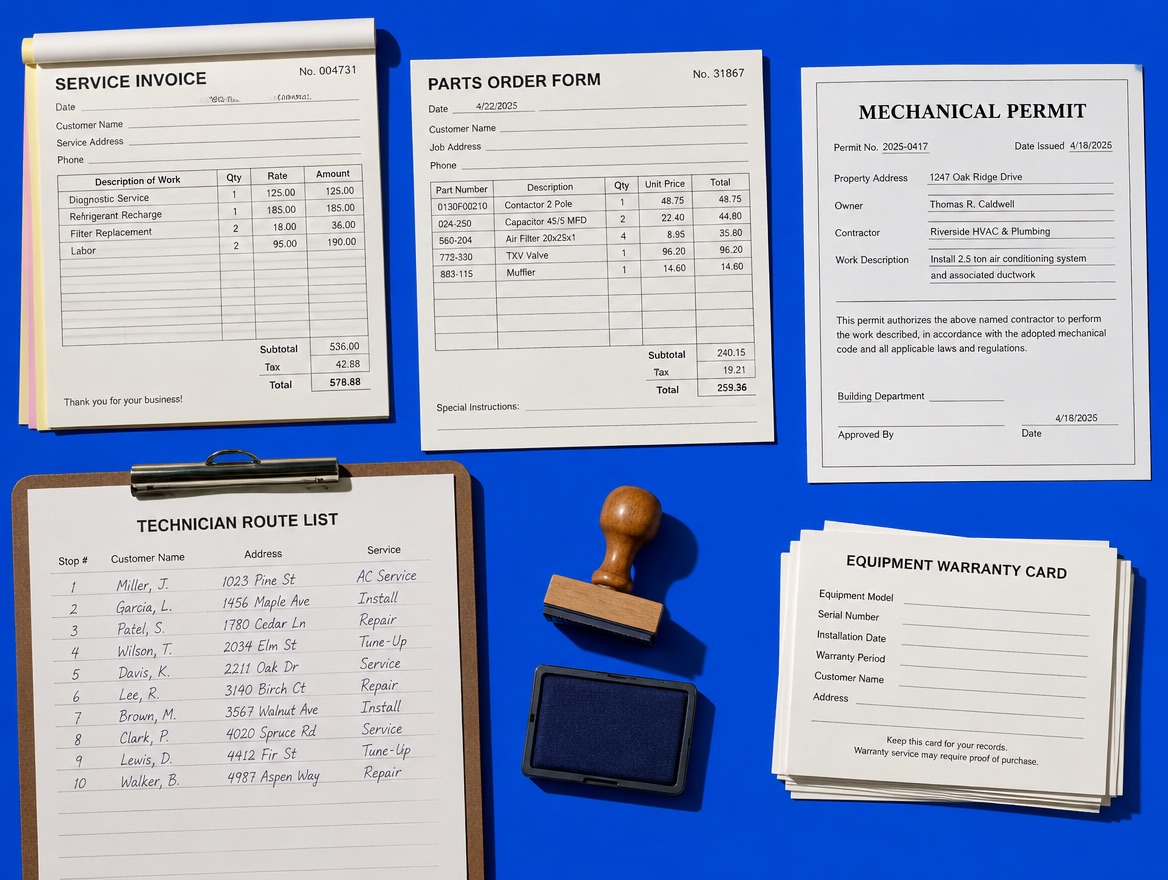 SERVICE INVOICE
No. 004731
Date
Customer Name
Service Address
Phone
Description of Work Qty Rate Amount
Diagnostic Service 1 125.00 125.00
Refrigerant Recharge 1 185.00 185.00
Filter Replacement 2 18.00 36.00
Labor 2 95.00 190.00
Subtotal 536.00
Tax 42.88
Total 578.88
Thank you for your business!
PARTS ORDER FORM
No. 31867
Date 4/22/2025
Customer Name
Job Address
Phone
Part Number Description Qty Unit Price Total
0130F00210 Contactor 2 Pole 1 48.75 48.75
024-250 Capacitor 45/5 MFD 2 22.40 44.80
560-204 Air Filter 20x25x1 4 8.95 35.80
773-330 TXV Valve 1 96.20 96.20
883-115 Muffler 1 14.60 14.60
Subtotal 240.15
Tax 19.21
Total 259.36
Special Instructions:
MECHANICAL PERMIT
Permit No. 2025-0417 Date Issued 4/18/2025
Property Address 1247 Oak Ridge Drive
Owner Thomas R. Caldwell
Contractor Riverside HVAC & Plumbing
Work Description Install 2.5 ton air conditioning system
and associated ductwork
This permit authorizes the above named contractor to perform
the work described, in accordance with the adopted mechanical
code and all applicable laws and regulations.
Building Department
4/18/2025
Approved By Date
TECHNICIAN ROUTE LIST
Stop # Customer Name Address Service
1 Miller, J. 1023 Pine St AC Service
2 Garcia, L. 1456 Maple Ave Install
3 Patel, S. 1780 Cedar Ln Repair
4 Wilson, T. 2034 Elm St Tune-Up
5 Davis, K. 2211 Oak Dr Service
6 Lee, R. 3140 Birch Ct Repair
7 Brown, M. 3567 Walnut Ave Install
8 Clark, P. 4020 Spruce Rd Service
9 Lewis, D. 4412 Fir St Tune-Up
10 Walker, B. 4987 Aspen Way Repair
EQUIPMENT WARRANTY CARD
Equipment Model
Serial Number
Installation Date
Warranty Period
Customer Name
Address
Keep this card for your records.
Warranty service may require proof of purchase.